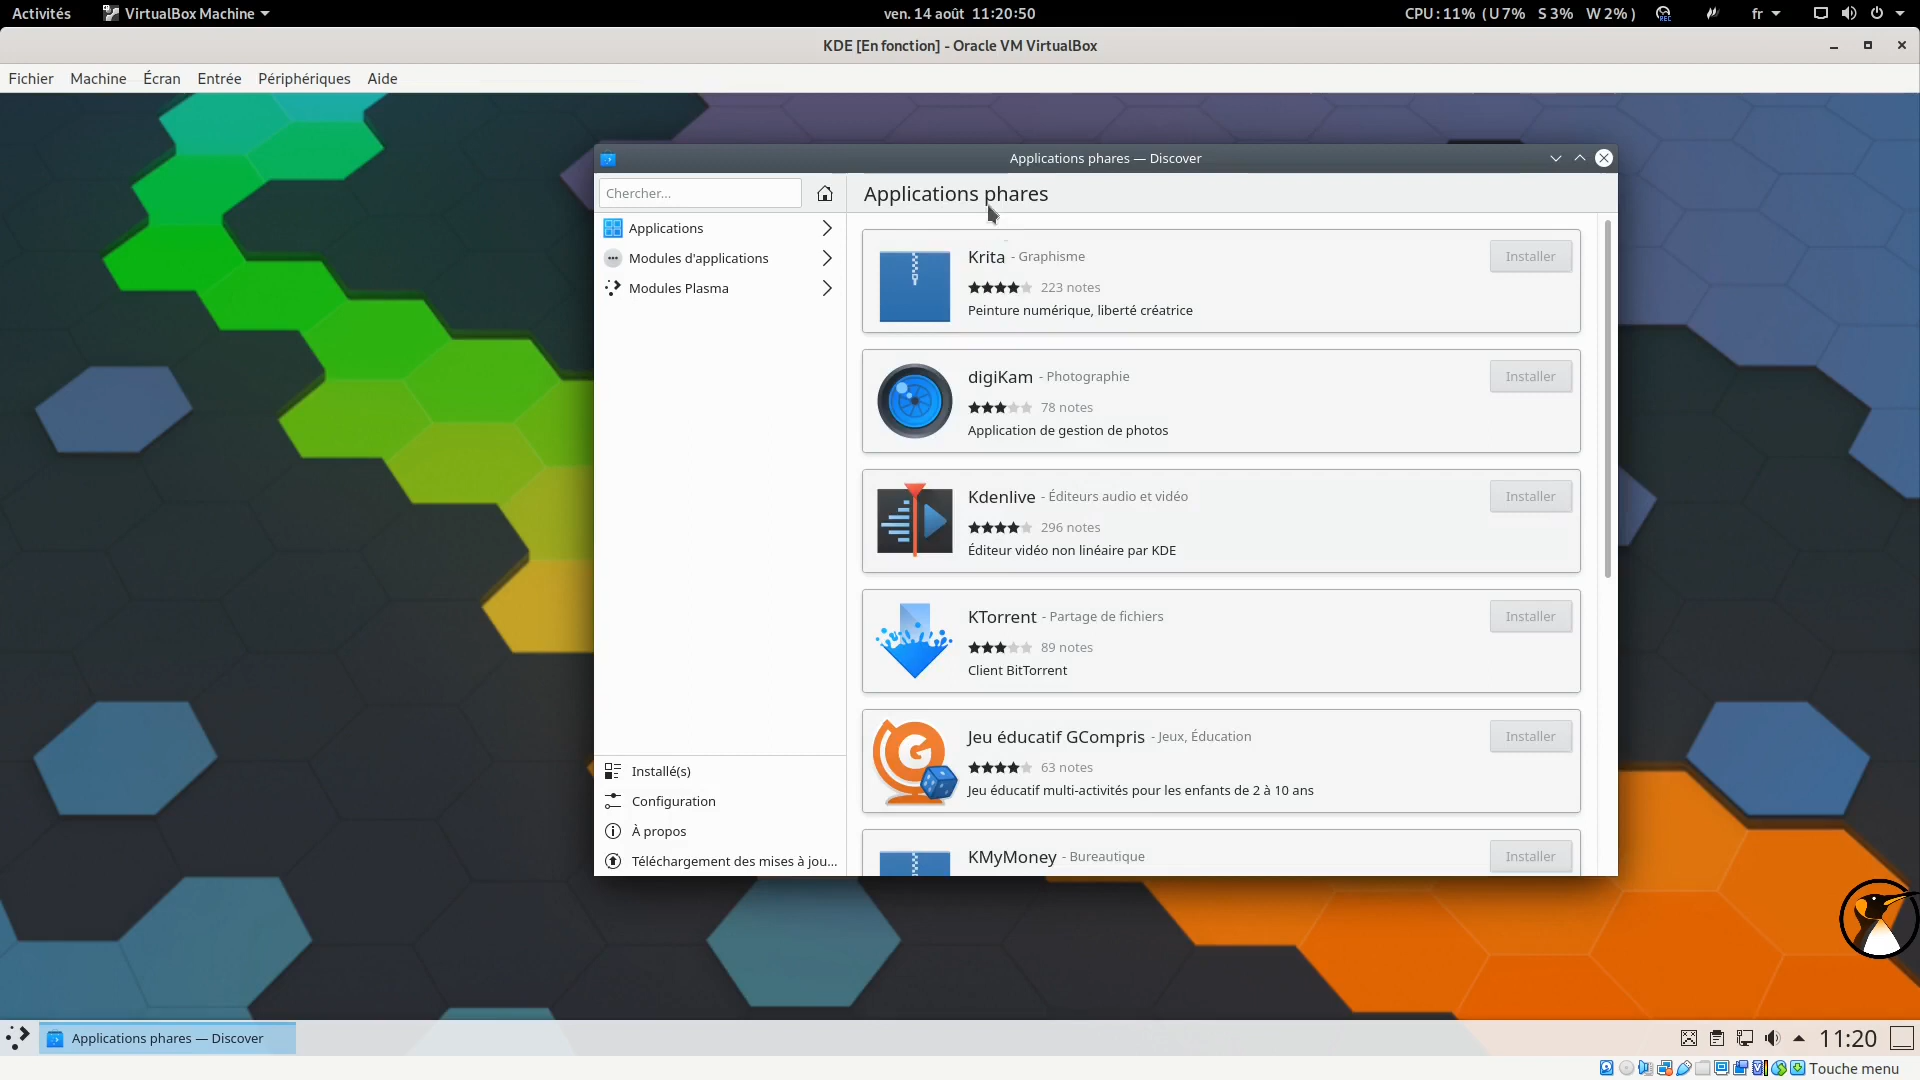 Activités
VirtualBox Machine
ven. 14 août 11:20:50
CPU : 11% ( U 7% S 3% W 2% )
REC
fr
KDE [En fonction] - Oracle VM VirtualBox
Fichier Machine Écran Entrée Périphériques Aide
Applications phares — Discover
Chercher...
Applications phares
Applications
Modules d'applications
Modules Plasma
Krita - Graphisme
Installer
223 notes
Peinture numérique, liberté créatrice
digiKam - Photographie
Installer
78 notes
Application de gestion de photos
Kdenlive - Éditeurs audio et vidéo
Installer
296 notes
Éditeur vidéo non linéaire par KDE
KTorrent - Partage de fichiers
Installer
89 notes
Client BitTorrent
Jeu éducatif GCompris - Jeux, Éducation
Installer
63 notes
Jeu éducatif multi-activités pour les enfants de 2 à 10 ans
KMyMoney - Bureautique
Installer
Installé(s)
Configuration
À propos
Téléchargement des mises à jou...
Applications phares — Discover
11:20
Touche menu